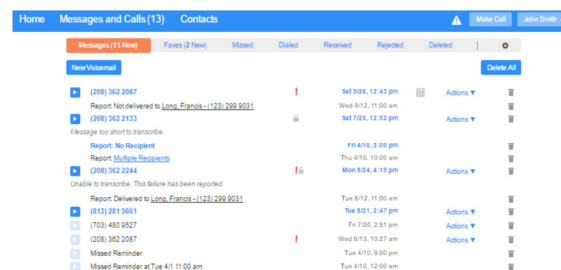 Home Messages and Calls (13) Contacts Make Call John Smith
Messages (11 New) Faxes (2 New) Missed Dialed Received Rejected Deleted |
New Voicemail Delete All
(208) 362 2087 ! Sat 9/26, 12:43 pm Actions ▼
Report: Not delivered to Long, Francis - (123) 299 9031 Wed 8/12, 11:00 am
(208) 362 2133 Sat 7/25, 12:52 pm Actions ▼
Message too short to transcribe.
Report: No Recipient Fri 4/10, 3:00 pm
Report: Multiple Recipients Thu 4/10, 10:00 am
(208) 362 2244 ! Mon 9/24, 4:15 pm Actions ▼
Unable to transcribe. This failure has been reported.
Report: Delivered to Long, Francis - (123) 299 9031 Tue 6/12, 11:00 am
(813) 281 5661 Tue 8/21, 2:47 pm Actions ▼
(703) 480 9527 Fri 7/20, 2:51 pm Actions ▼
(208) 362 2087 ! Wed 6/13, 10:27 am Actions ▼
Missed Reminder Tue 4/10, 9:00 pm
Missed Reminder at Tue 4/1 11:00 am Tue 4/10, 12:00 am